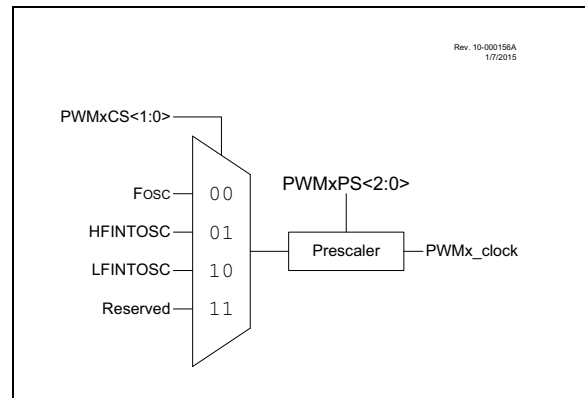 Rev. 10-000156A
1/7/2015
PWMxCS<1:0>
FOSC 00
PWMxPS<2:0>
HFINTOSC 01
Prescaler PWMx_clock
LFINTOSC 10
Reserved 11